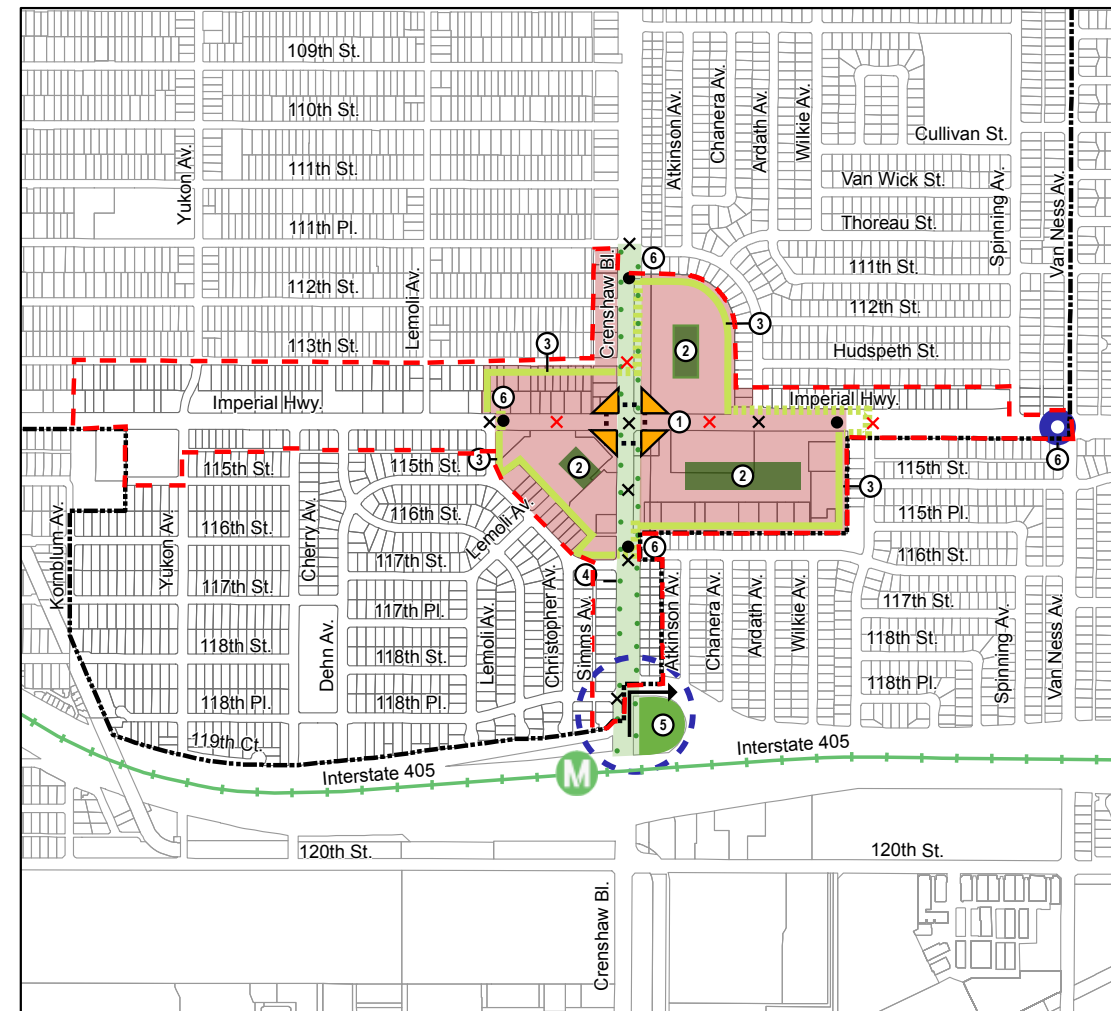 109th St.
110th St.
111th St.
111th Pl.
112th St.
113th St.
Yukon Av.
Lemoli Av.
Crenshaw Bl.
Atkinson Av.
Chanera Av.
Ardath Av.
Wilkie Av.
Cullivan St.
Van Wick St.
Thoreau St.
111th St.
112th St.
Hudspeth St.
Spinning Av.
Van Ness Av.
6
3
3
2
Imperial Hwy.
6
Imperial Hwy.
1
6
3
2
2
3
115th St.
115th St.
115th St.
116th St.
116th St.
115th Pl.
116th St.
Lemoli Av.
6
Kornblum Av.
Yukon Av.
Cherry Av.
117th St.
117th St.
117th Pl.
118th St.
118th St.
118th Pl.
118th Pl.
119th Ct.
Dehn Av.
Lemoli Av.
Christopher Av.
Simms Av.
4
Atkinson Av.
Chanera Av.
Ardath Av.
Wilkie Av.
117th St.
118th St.
118th Pl.
Spinning Av.
Van Ness Av.
5
Interstate 405
Interstate 405
M
120th St.
120th St.
Crenshaw Bl.